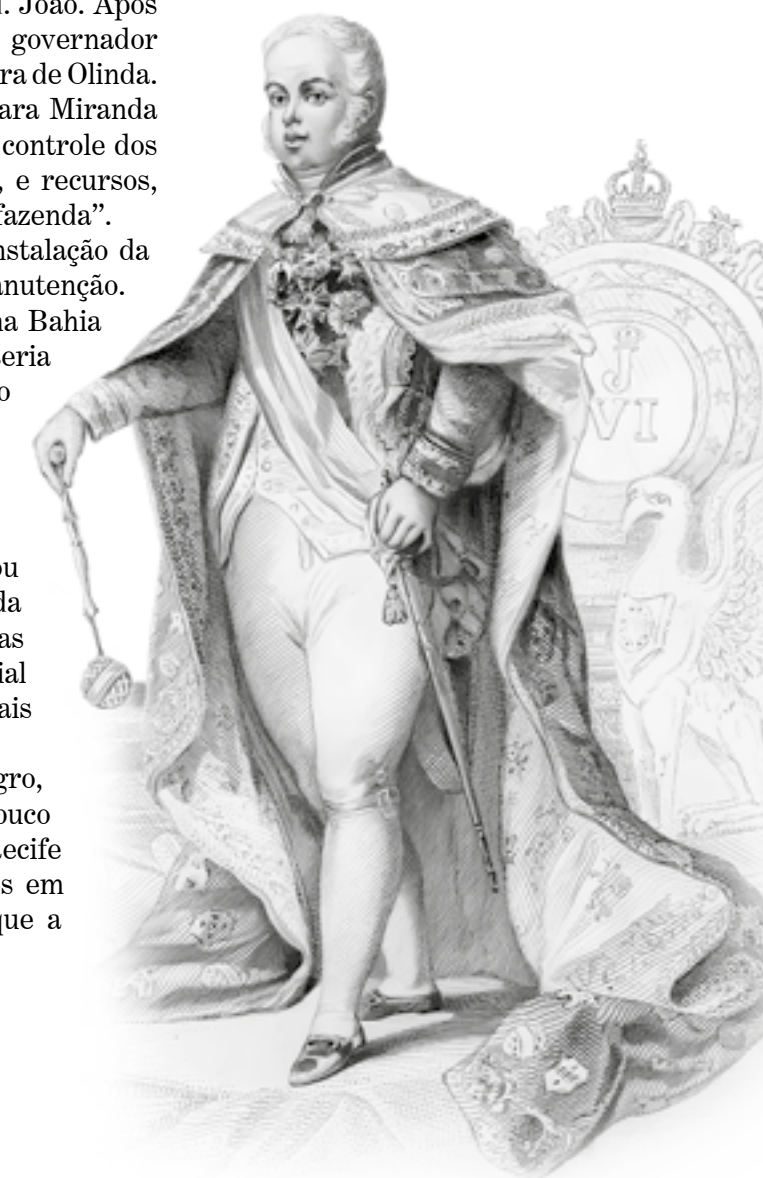 l. João. Após
governador
ra de Olinda.
ara Miranda
controle dos
, e recursos,
fazenda”.
nstalação da
anutenção.
na Bahia
seria
o
ou
da
as
ial
ais
gro,
ouco
ecife
s em
que a
J
VI